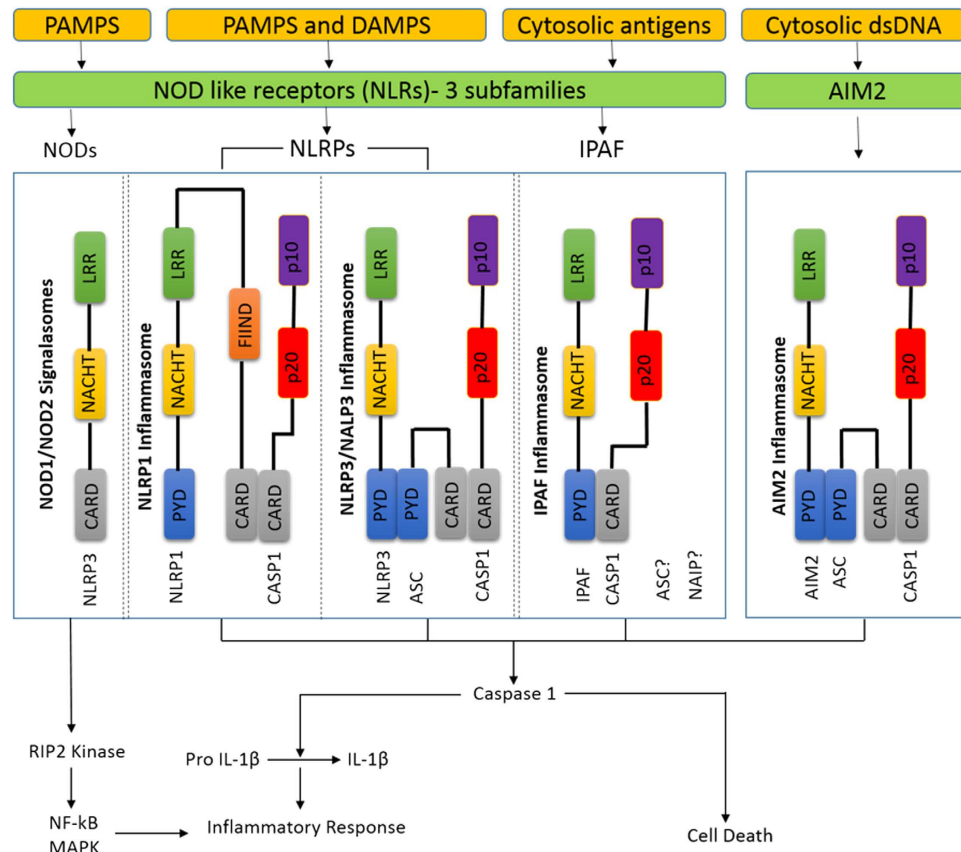 PAMPS
PAMPS and DAMPS
Cytosolic antigens
Cytosolic dsDNA
NOD like receptors (NLRs)- 3 subfamilies
AIM2
NODs
NLRPs
IPAF
NOD1/NOD2 Signalasomes
LRR
NACHT
CARD
NLRP3
NLRP1 Inflammasome
LRR
NACHT
PYD
NLRP1
FIIND
CARD
p10
p20
CARD
CASP1
NLRP3/NALP3 Inflammasome
LRR
NACHT
PYD
NLRP3
PYD
ASC
CARD
p10
p20
CARD
CASP1
IPAF Inflammasome
LRR
NACHT
PYD
IPAF
p10
p20
CARD
CASP1
ASC?
NAIP?
AIM2 Inflammasome
LRR
NACHT
PYD
AIM2
PYD
ASC
CARD
p10
p20
CARD
CASP1
Caspase 1
RIP2 Kinase
Pro IL-1β
IL-1β
NF-kB
MAPK
Inflammatory Response
Cell Death